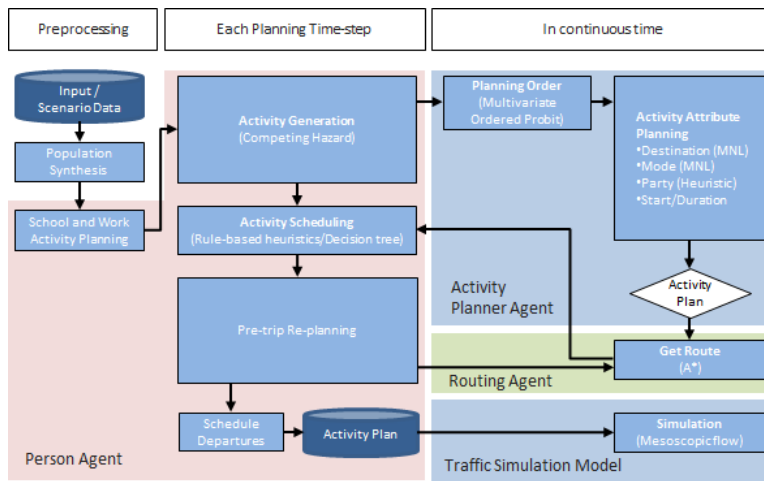 Preprocessing
Each Planning Time-step
In continuous time
Input /
Scenario Data
Population
Synthesis
School and Work
Activity Planning
Person Agent
Activity Generation
(Competing Hazard)
Activity Scheduling
(Rule-based heuristics/Decision tree)
Pre-trip Re-planning
Schedule
Departures
Activity Plan
Planning Order
(Multivariate
Ordered Probit)
Activity Attribute
Planning
•Destination (MNL)
•Mode (MNL)
•Party (Heuristic)
•Start/Duration
Activity
Plan
Activity
Planner Agent
Get Route
(A*)
Routing Agent
Simulation
(Mesoscopicflow)
Traffic Simulation Model